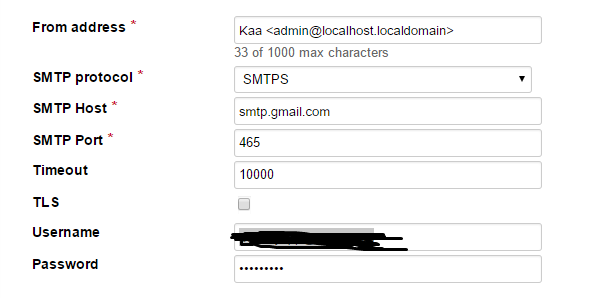 From address *
Kaa <admin@localhost.localdomain>
33 of 1000 max characters
SMTP protocol *
SMTPS
SMTP Host *
smtp.gmail.com
SMTP Port *
465
Timeout
10000
TLS
Username
Password
•••••••••